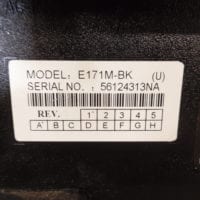 MODEL: E171M-BK (U)
SERIAL NO. : 56124313NA
REV. 1 2 3 4 5
A B C D E F G H